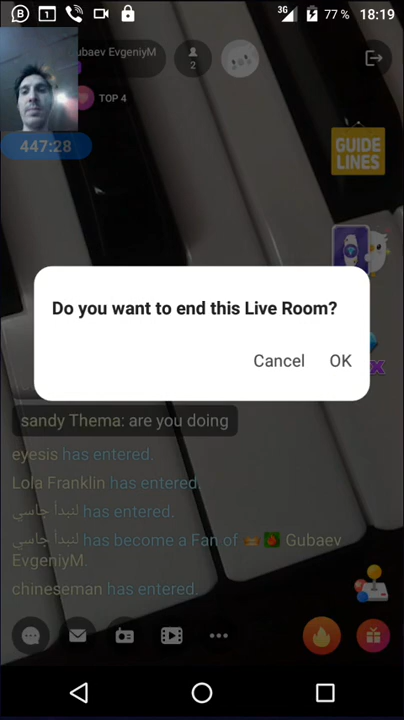 3G 77 % 18:19
Gubaev EvgeniyM
2
TOP 4
447:28
GUIDE
LINES
Do you want to end this Live Room?
Cancel OK
sandy Thema: are you doing
eyesis has entered.
Lola Franklin has entered.
لنبدأ جاسي has entered.
لنبدأ جاسي has become a Fan of Gubaev
EvgeniyM.
chineseman has entered.